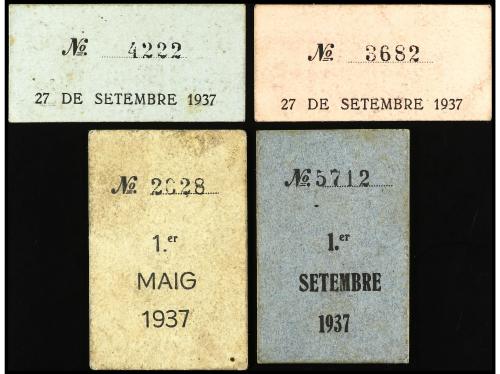 No. 4222
27 DE SETEMBRE 1937
No. 3682
27 DE SETEMBRE 1937
No. 2628
1.er
MAIG
1937
No. 5712
1.er
SETEMBRE
1937